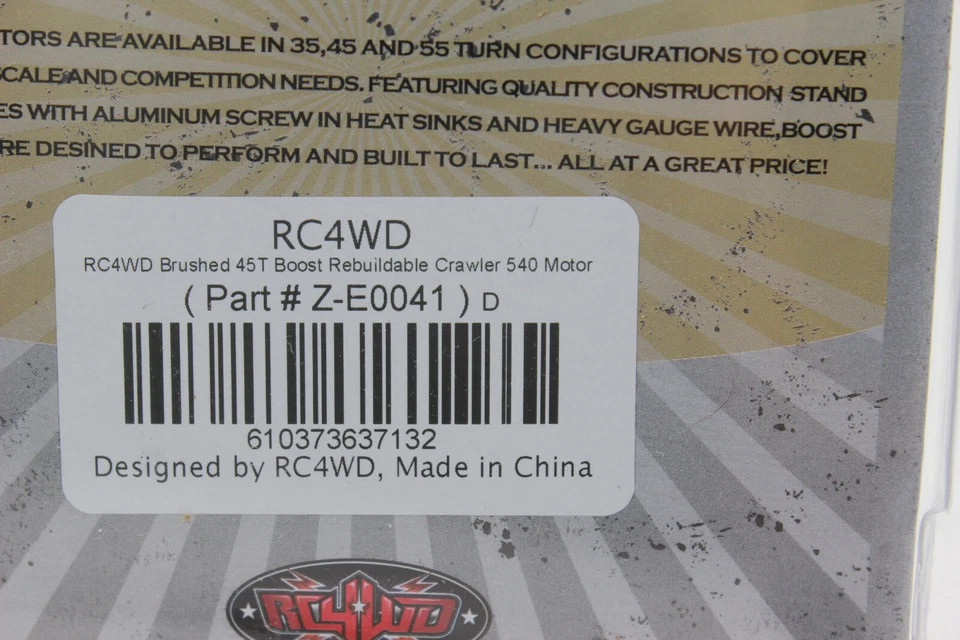 TORS ARE AVAILABLE IN 35,45 AND 55 TURN CONFIGURATIONS TO COVER
SCALE AND COMPETITION NEEDS. FEATURING QUALITY CONSTRUCTION STAND
ES WITH ALUMINUM SCREW IN HEAT SINKS AND HEAVY GAUGE WIRE,BOOST
RE DESINED TO PERFORM AND BUILT TO LAST... ALL AT A GREAT PRICE!
RC4WD
RC4WD Brushed 45T Boost Rebuildable Crawler 540 Motor
( Part # Z-E0041 ) D
610373637132
Designed by RC4WD, Made in China
RC4WD